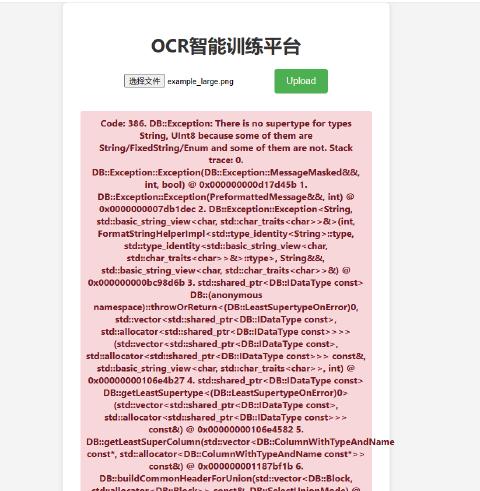 OCR智能训练平台
选择文件 example_large.png Upload
Code: 386. DB::Exception: There is no supertype for types
String, UInt8 because some of them are
String/FixedString/Enum and some of them are not. Stack
trace: 0.
DB::Exception::Exception(DB::Exception::MessageMasked&&,
int, bool) @ 0x000000000d17d45b 1.
DB::Exception::Exception(PreformattedMessage&&, int) @
0x0000000007db1dec 2. DB::Exception::Exception<String,
std::basic_string_view<char, std::char_traits<char>>&>(int,
FormatStringHelperImpl<std::type_identity<String>::type,
std::type_identity<std::basic_string_view<char,
std::char_traits<char>>&>::type>, String&&,
std::basic_string_view<char, std::char_traits<char>>&) @
0x000000000bc98d6b 3. std::shared_ptr<DB::IDataType const>
DB::(anonymous
namespace)::throwOrReturn<(DB::LeastSupertypeOnError)0,
std::vector<std::shared_ptr<DB::IDataType const>,
std::allocator<std::shared_ptr<DB::IDataType const>>>>
(std::vector<std::shared_ptr<DB::IDataType const>,
std::allocator<std::shared_ptr<DB::IDataType const>>> const&,
std::basic_string_view<char, std::char_traits<char>>, int) @
0x00000000106e4b27 4. std::shared_ptr<DB::IDataType const>
DB::getLeastSupertype<(DB::LeastSupertypeOnError)0>
(std::vector<std::shared_ptr<DB::IDataType const>,
std::allocator<std::shared_ptr<DB::IDataType const>>>
const&) @ 0x00000000106e4582 5.
DB::getLeastSuperColumn(std::vector<DB::ColumnWithTypeAndName
const*, std::allocator<DB::ColumnWithTypeAndName const*>>
const&) @ 0x000000001187bf1b 6.
DB::buildCommonHeaderForUnion(std::vector<DB::Block,
std::allocator<DB::Block>> const&, DB::SelectUnionMode) @